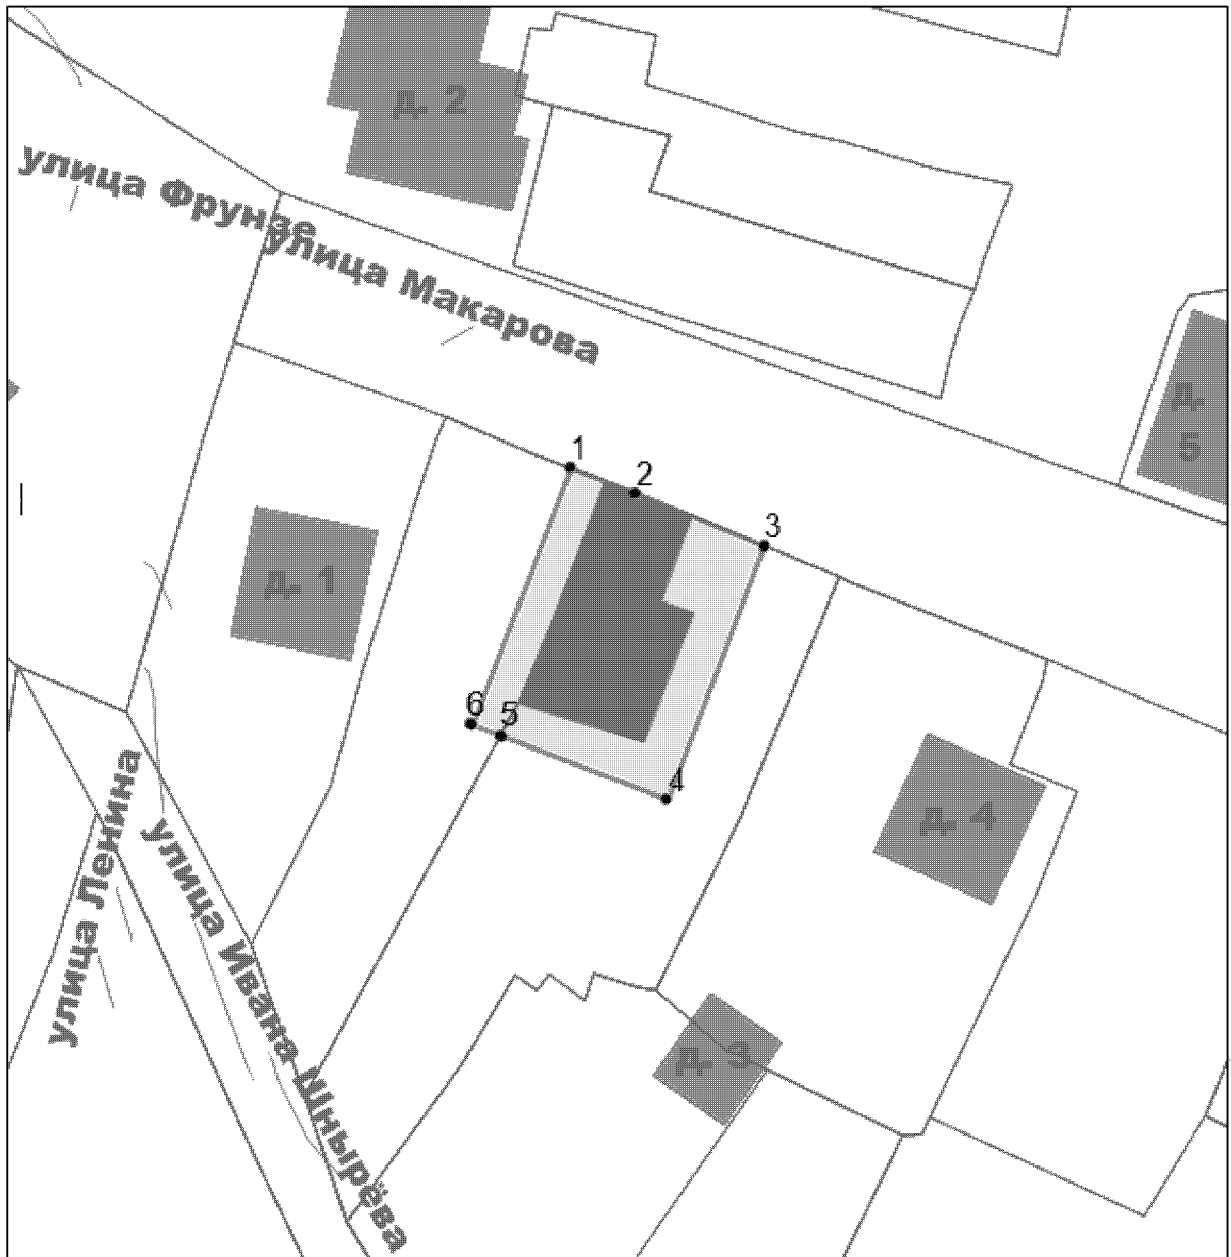 д. 2
улица Фрунзе
улица Макарова
д. 5
1
2
3
д. 1
6
5
4
д. 4
улица Ленина
улица Ивана Шнырёва
д. 3